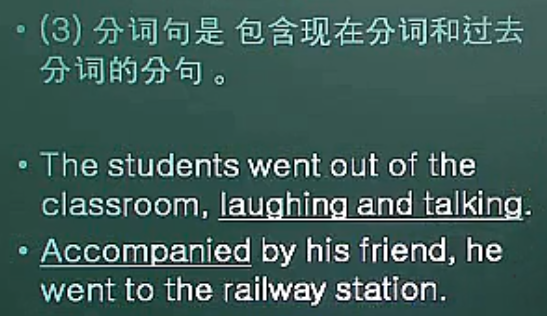 • (3) 分词句是 包含现在分词和过去
分词的分句 。
• The students went out of the
classroom, laughing and talking.
• Accompanied by his friend, he
went to the railway station.